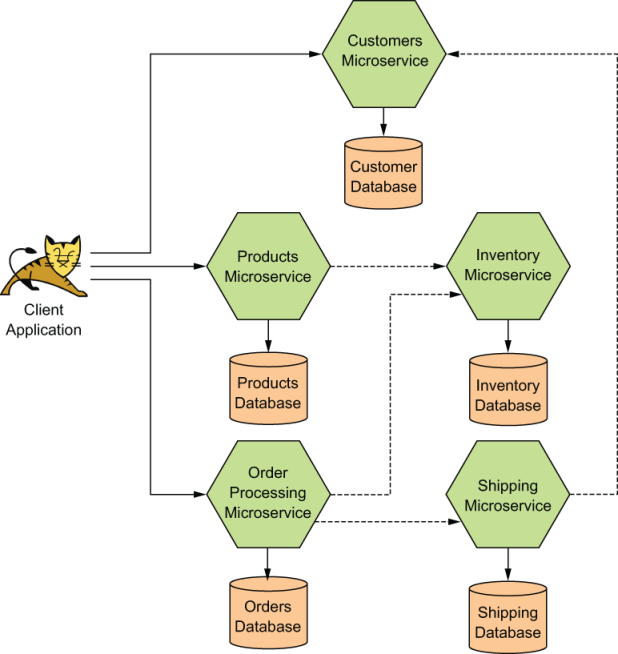 Customers
Microservice
Customer
Database
Client
Application
Products
Microservice
Inventory
Microservice
Products
Database
Inventory
Database
Order
Processing
Microservice
Shipping
Microservice
Orders
Database
Shipping
Database